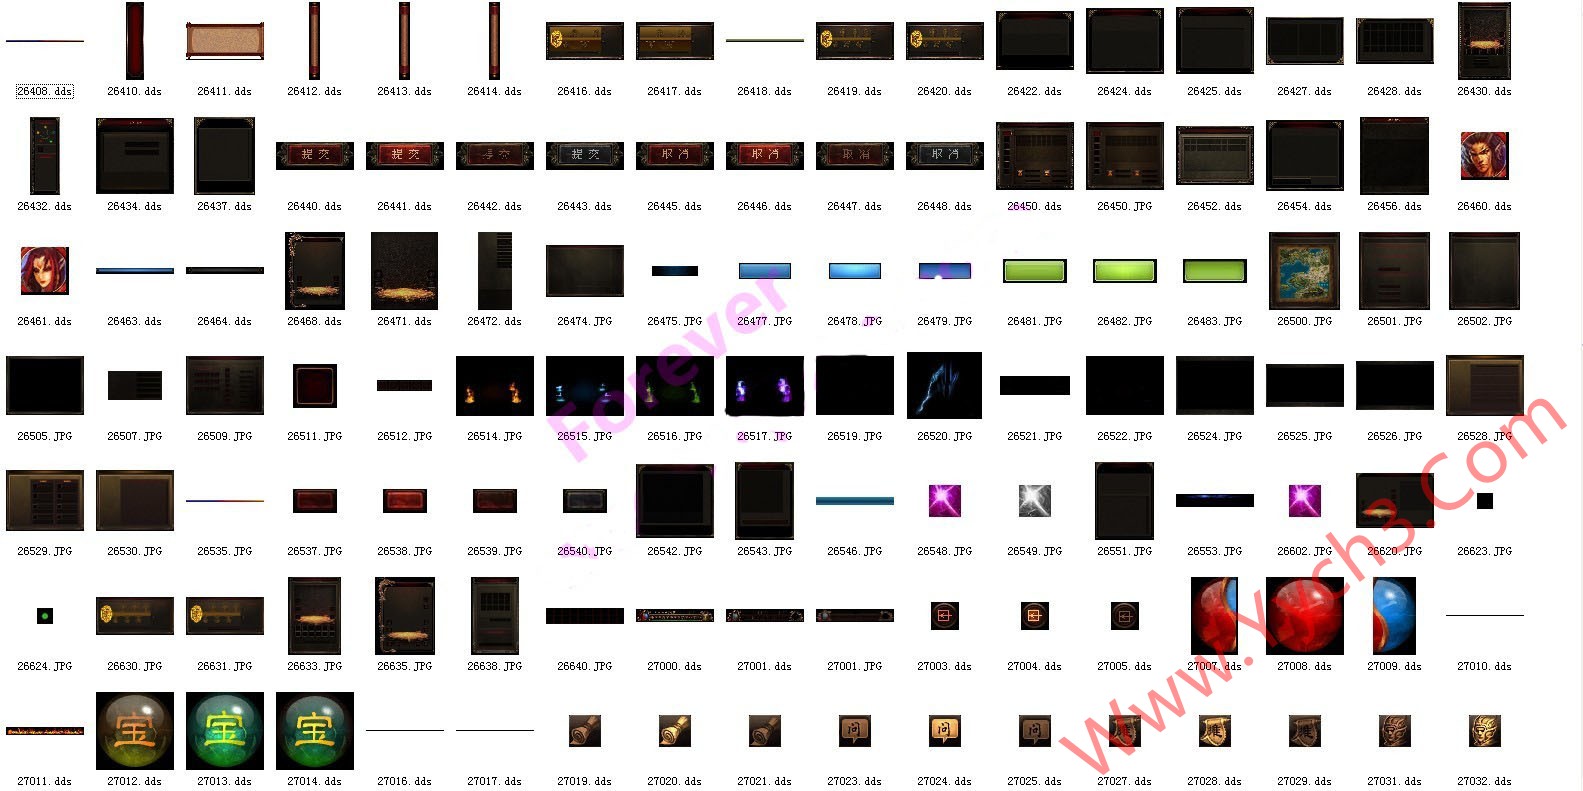 26408.dds 26410.dds 26411.dds 26412.dds 26413.dds 26414.dds 26416.dds 26417.dds 26418.dds 26419.dds 26420.dds 26422.dds 26424.dds 26425.dds 26427.dds 26428.dds 26430.dds
提交 提交 提交 提交 取消 取消 取消 取消
26432.dds 26434.dds 26437.dds 26440.dds 26441.dds 26442.dds 26443.dds 26445.dds 26446.dds 26447.dds 26448.dds 26450.dds 26450.JPG 26452.dds 26454.dds 26456.dds 26460.dds
26461.dds 26463.dds 26464.dds 26468.dds 26471.dds 26472.dds 26474.JPG 26475.JPG 26477.JPG 26478.JPG 26479.JPG 26481.JPG 26482.JPG 26483.JPG 26500.JPG 26501.JPG 26502.JPG
Forever
26505.JPG 26507.JPG 26509.JPG 26511.JPG 26512.JPG 26514.JPG 26515.JPG 26516.JPG 26517.JPG 26519.JPG 26520.JPG 26521.JPG 26522.JPG 26524.JPG 26525.JPG 26526.JPG 26528.JPG
26529.JPG 26530.JPG 26535.JPG 26537.JPG 26538.JPG 26539.JPG 26540.JPG 26542.JPG 26543.JPG 26546.JPG 26548.JPG 26549.JPG 26551.JPG 26553.JPG 26602.JPG 26620.JPG 26623.JPG
Www.Yxch3.Com
26624.JPG 26630.JPG 26631.JPG 26633.JPG 26635.JPG 26638.JPG 26640.JPG 27000.dds 27001.dds 27001.JPG 27003.dds 27004.dds 27005.dds 27007.dds 27008.dds 27009.dds 27010.dds
宝 宝 宝 问 问 问
27011.dds 27012.dds 27013.dds 27014.dds 27016.dds 27017.dds 27019.dds 27020.dds 27021.dds 27023.dds 27024.dds 27025.dds 27027.dds 27028.dds 27029.dds 27031.dds 27032.dds